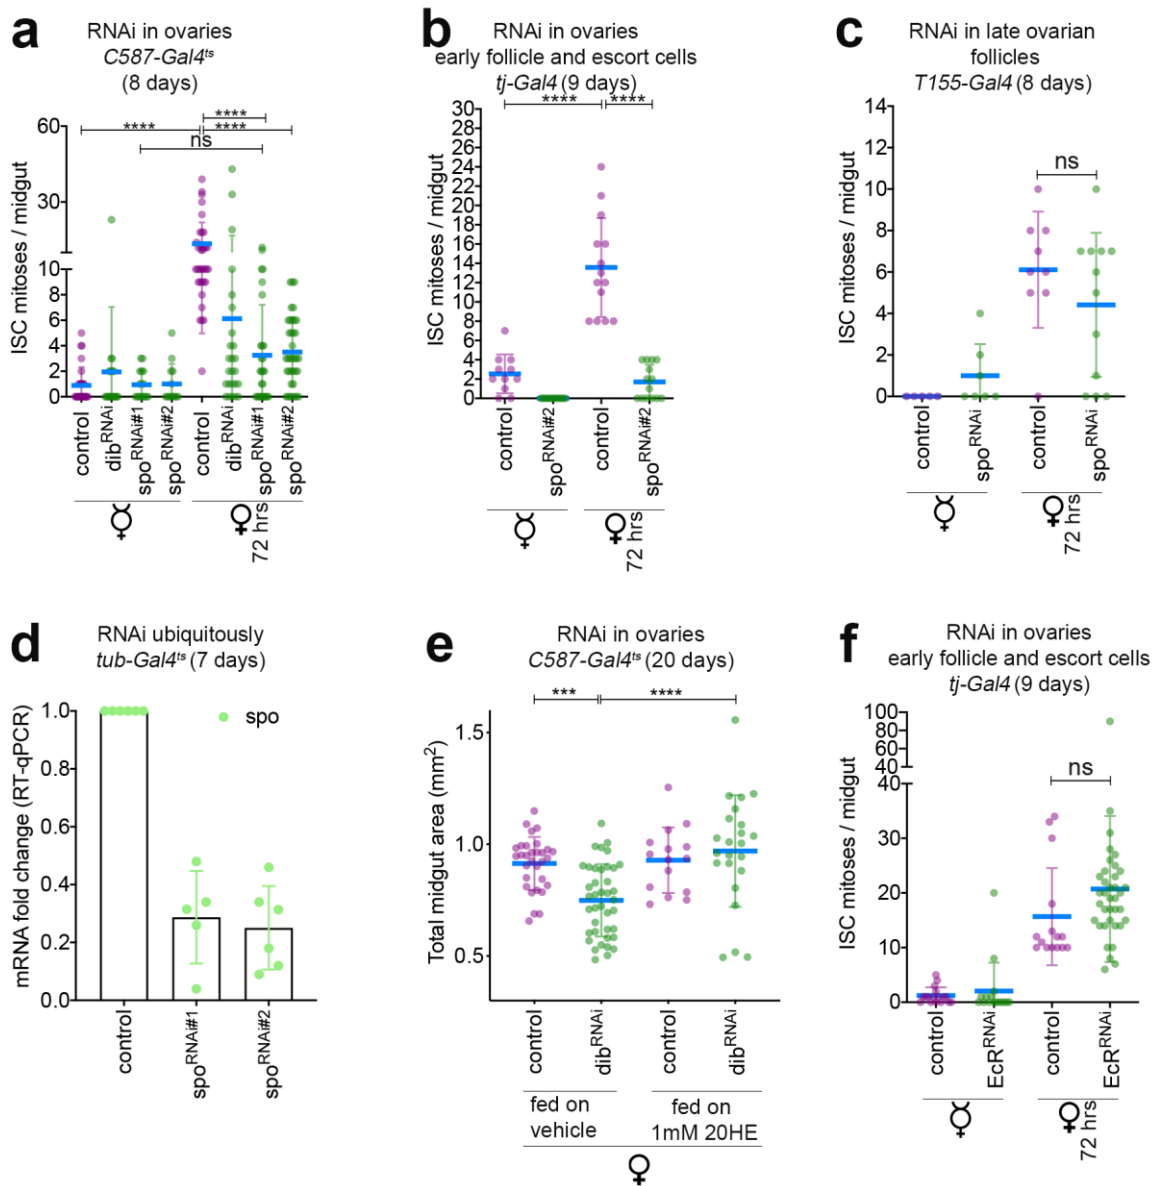 a
RNAi in ovaries
C587-Gal4ts
(8 days)
ISC mitoses / midgut
60
30
10
8
6
4
2
0
****
****
****
ns
control
dibRNAi
spoRNAi#1
spoRNAi#2
control
dibRNAi
spoRNAi#1
spoRNAi#2
72 hrs
b
RNAi in ovaries
early follicle and escort cells
tj-Gal4 (9 days)
ISC mitoses / midgut
30
28
26
24
22
20
18
16
14
12
10
8
6
4
2
0
****
****
control
spoRNAi#2
control
spoRNAi#2
72 hrs
c
RNAi in late ovarian
follicles
T155-Gal4 (8 days)
ISC mitoses / midgut
14
12
10
8
6
4
2
0
ns
control
spoRNAi
control
spoRNAi
72 hrs
d
RNAi ubiquitously
tub-Gal4ts (7 days)
mRNA fold change (RT-qPCR)
1.0
0.8
0.6
0.4
0.2
0.0
spo
control
spoRNAi#1
spoRNAi#2
e
RNAi in ovaries
C587-Gal4ts (20 days)
Total midgut area (mm2)
1.5
1.0
0.5
***
****
control
dibRNAi
control
dibRNAi
fed on
vehicle
fed on
1mM 20HE
f
RNAi in ovaries
early follicle and escort cells
tj-Gal4 (9 days)
ISC mitoses / midgut
100
80
60
40
40
30
20
10
0
ns
control
EcRRNAi
control
EcRRNAi
72 hrs